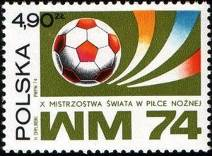 4,90 ZŁ
POLSKA
X MISTRZOSTWA ŚWIATA W PIŁCE NOŻNEJ
WM 74